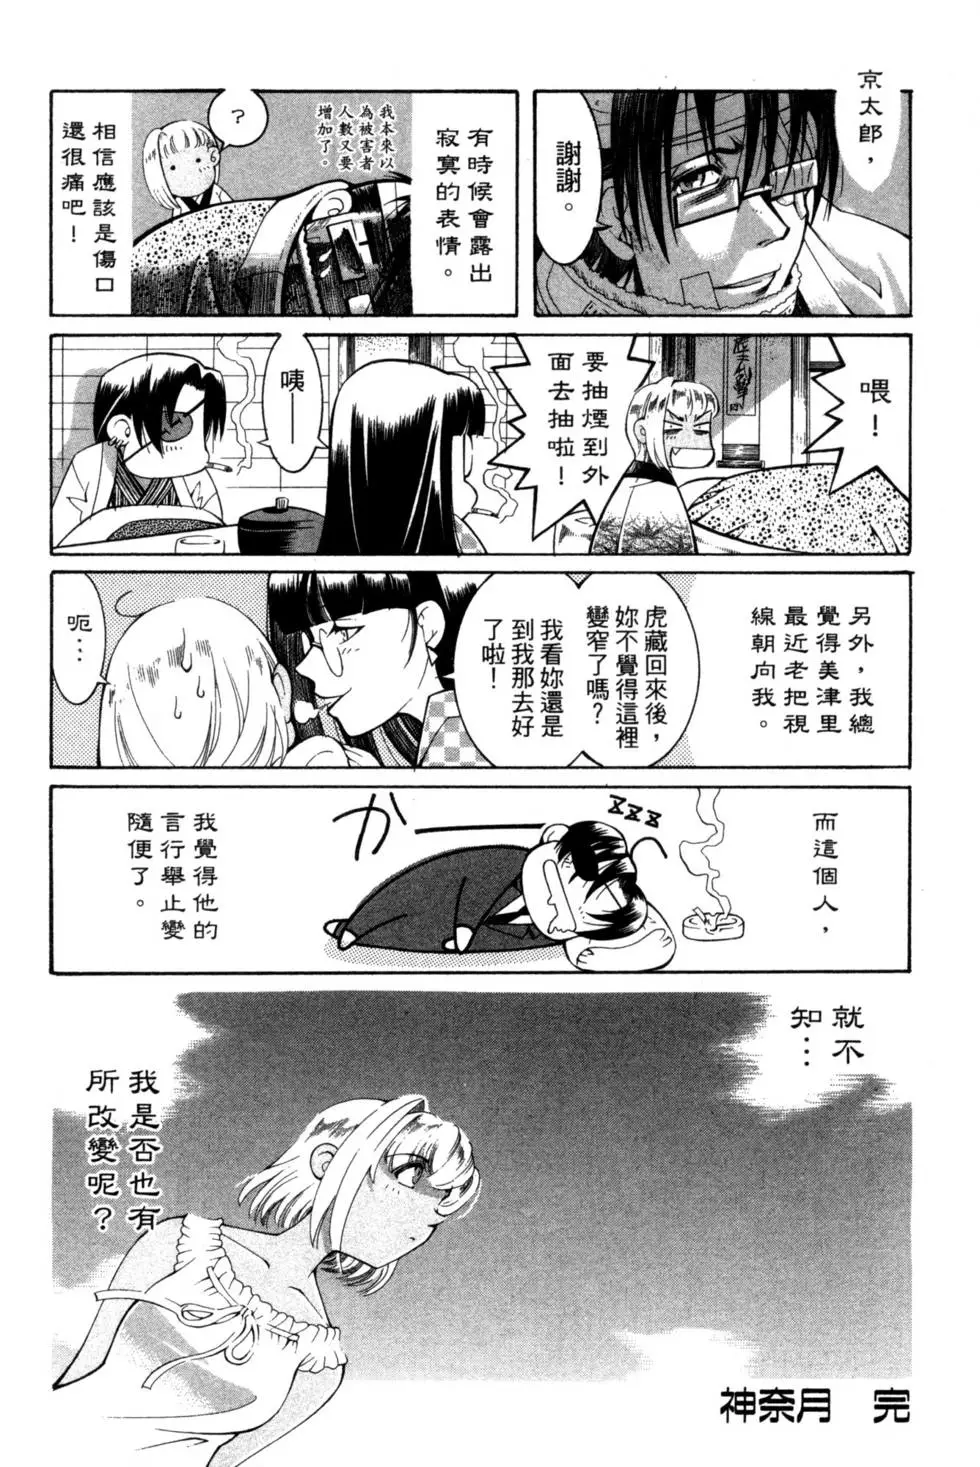 京太郎，
謝謝。
有時候會露出
寂寞的表情。
我本來以
為被害者
人數又要
增加了。
？
相信應該是傷口
還很痛吧！
喂！
要抽煙到外
面去抽啦！
咦—
另外，我總
覺得美津里
最近老把視
線朝向我。
虎藏回來後，
妳不覺得這裡
變窄了嗎？
我看妳還是
到我那去好
了啦！
呃…
而這個人，
zzz
かーっ
我覺得他的
言行舉止變
隨便了。
就不
知…
我是否也有
所改變呢？
神奈月　完